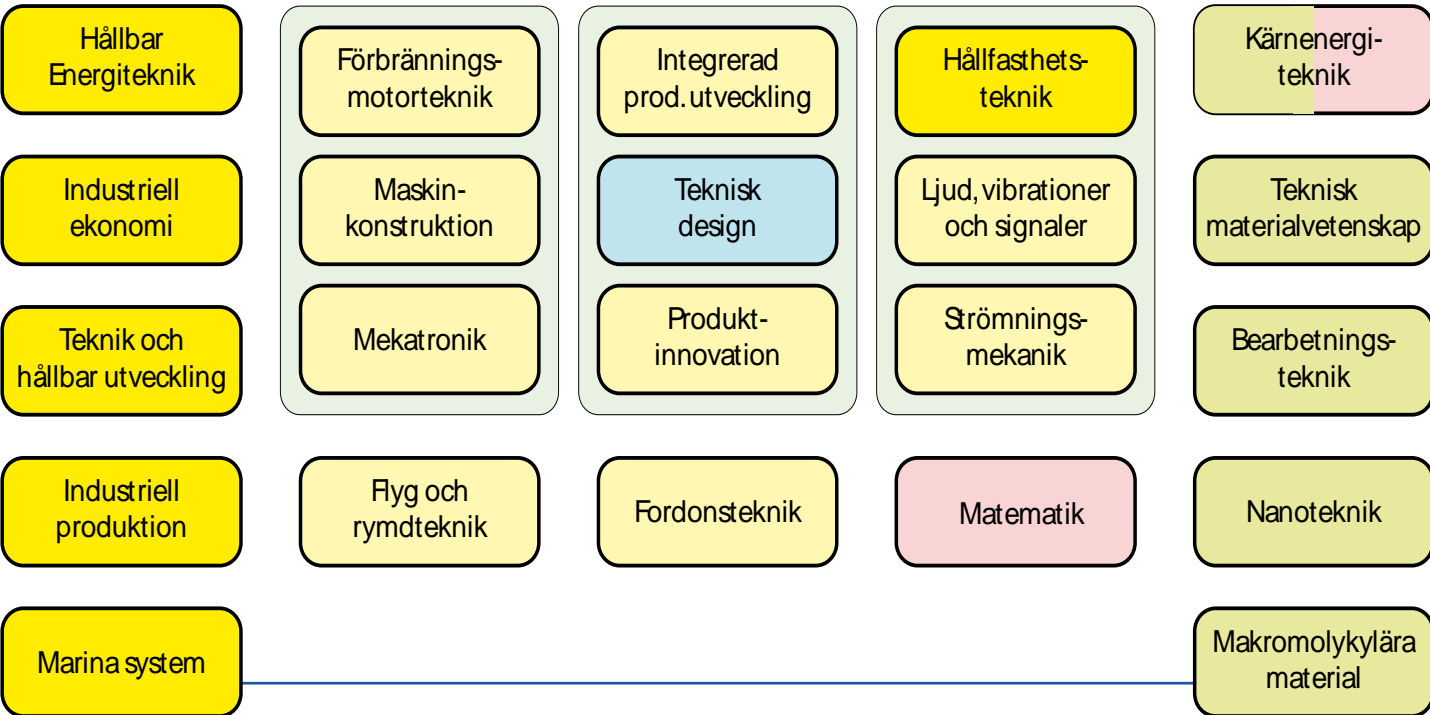 Hållbar
Energiteknik
Förbrännings-
motorteknik
Integrerad
prod. utveckling
Hållfasthets-
teknik
Kärnenergi-
teknik
Industriell
ekonomi
Maskin-
konstruktion
Teknisk
design
Ljud, vibrationer
och signaler
Teknisk
materialvetenskap
Teknik och
hållbar utveckling
Mekatronik
Produkt-
innovation
Strömnings-
mekanik
Bearbetnings-
teknik
Industriell
produktion
Flyg och
rymdteknik
Fordonsteknik
Matematik
Nanoteknik
Marina system
Makromolykylära
material